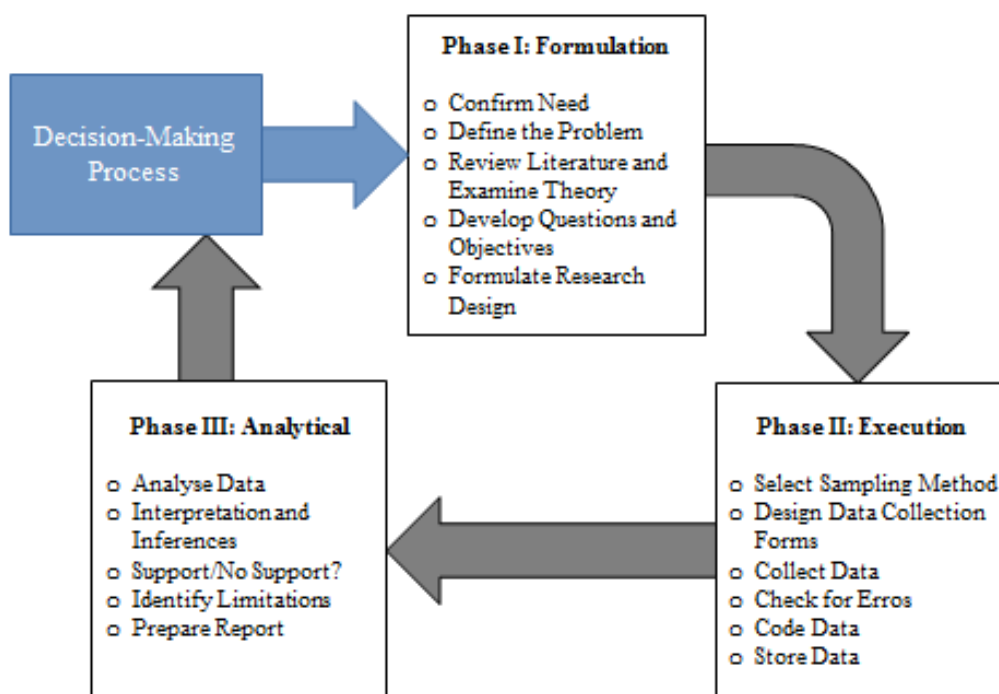 Decision-Making
Process
Phase I: Formulation
o Confirm Need
o Define the Problem
o Review Literature and
Examine Theory
o Develop Questions and
Objectives
o Formulate Research
Design
Phase II: Execution
o Select Sampling Method
o Design Data Collection
Forms
o Collect Data
o Check for Erros
o Code Data
o Store Data
Phase III: Analytical
o Analyse Data
o Interpretation and
Inferences
o Support/No Support?
o Identify Limitations
o Prepare Report